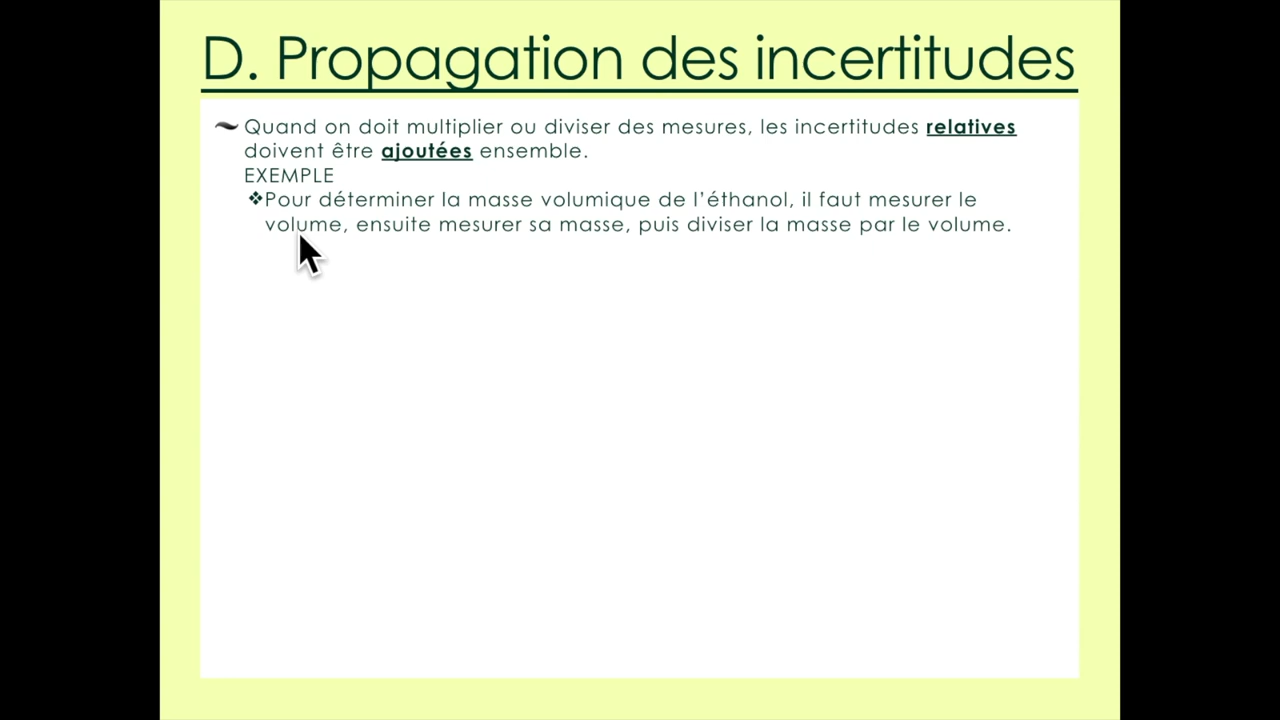 D. Propagation des incertitudes
Quand on doit multiplier ou diviser des mesures, les incertitudes relatives
doivent être ajoutées ensemble.
EXEMPLE
❖Pour déterminer la masse volumique de l'éthanol, il faut mesurer le
volume, ensuite mesurer sa masse, puis diviser la masse par le volume.